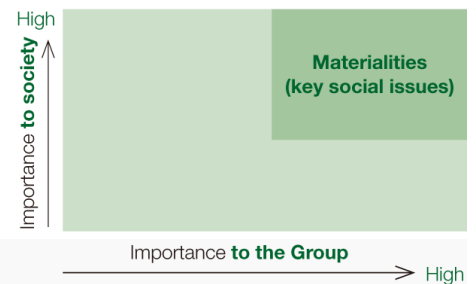 High
Importance to society
Materialities
(key social issues)
Importance to the Group
High